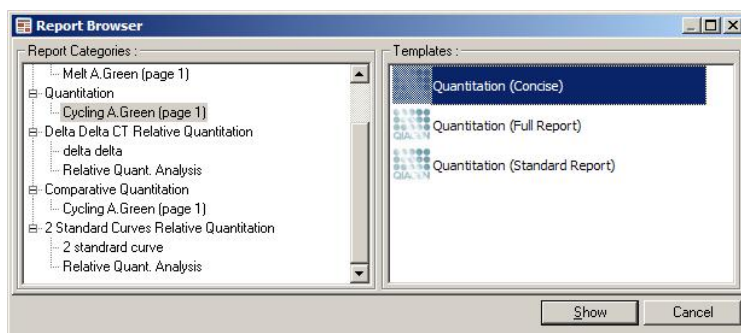 Report Browser
Report Categories :
Melt A.Green (page 1)
Quantitation
Cycling A.Green (page 1)
Delta Delta CT Relative Quantitation
delta delta
Relative Quant. Analysis
Comparative Quantitation
Cycling A.Green (page 1)
2 Standard Curves Relative Quantitation
2 standrard curve
Relative Quant. Analysis
Templates :
Quantitation (Concise)
Quantitation (Full Report)
Quantitation (Standard Report)
Show
Cancel